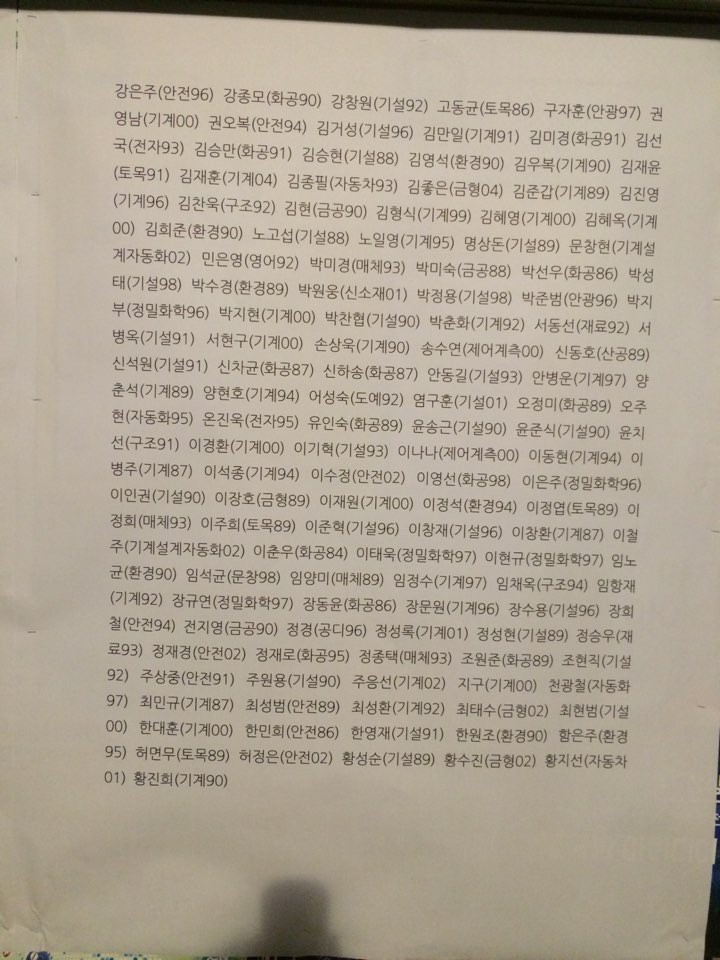 강은주(안전96) 강종모(화공90) 강창원(기설92) 고동균(토목86) 구자훈(안광97) 권
영남(기계00) 권오복(안전94) 김거성(기설96) 김만일(기계91) 김미경(화공91) 김선
국(전자93) 김승만(화공91) 김승현(기설88) 김영석(환경90) 김우복(기계90) 김재윤
(토목91) 김재훈(기계04) 김종필(자동차93) 김좋은(금형04) 김준갑(기계89) 김진영
(기계96) 김찬욱(구조92) 김현(금공90) 김형식(기계99) 김혜영(기계00) 김혜옥(기계
00) 김희준(환경90) 노고섭(기설88) 노일영(기계95) 명상돈(기설89) 문창현(기계설
계자동화02) 민은영(영어92) 박미경(매체93) 박미숙(금공88) 박선우(화공86) 박성
태(기설98) 박수경(환경89) 박원웅(신소재01) 박정용(기설98) 박준범(안광96) 박지
부(정밀화학96) 박지현(기계00) 박찬협(기설90) 박춘화(기계92) 서동선(재료92) 서
병옥(기설91) 서현구(기계00) 손상욱(기계90) 송수연(제어계측00) 신동호(산공89)
신석원(기설91) 신차균(화공87) 신하송(화공87) 안동길(기설93) 안병운(기계97) 양
춘석(기계89) 양현호(기계94) 어성숙(도예92) 염구훈(기설01) 오정미(화공89) 오주
현(자동화95) 온진욱(전자95) 유인숙(화공89) 윤송근(기설90) 윤준식(기설90) 윤치
선(구조91) 이경환(기계00) 이기혁(기설93) 이나나(제어계측00) 이동현(기계94) 이
병주(기계87) 이석종(기계94) 이수정(안전02) 이영선(화공98) 이은주(정밀화학96)
이인권(기설90) 이장호(금형89) 이재원(기계00) 이정석(환경94) 이정엽(토목89) 이
정희(매체93) 이주희(토목89) 이준혁(기설96) 이창재(기설96) 이창환(기계87) 이철
주(기계설계자동화02) 이춘우(화공84) 이태욱(정밀화학97) 이현규(정밀화학97) 임노
균(환경90) 임석균(문창98) 임양미(매체89) 임정수(기계97) 임채옥(구조94) 임항재
(기계92) 장규연(정밀화학97) 장동윤(화공86) 장문원(기계96) 장수용(기설96) 장희
철(안전94) 전지영(금공90) 정경(공디96) 정성록(기계01) 정성현(기설89) 정승우(재
료93) 정재경(안전02) 정재로(화공95) 정종택(매체93) 조원준(화공89) 조현직(기설
92) 주상중(안전91) 주원용(기설90) 주응선(기계02) 지구(기계00) 천광철(자동화
97) 최민규(기계87) 최성범(안전89) 최성환(기계92) 최태수(금형02) 최현범(기설
00) 한대훈(기계00) 한민희(안전86) 한영재(기설91) 한원조(환경90) 함은주(환경
95) 허면무(토목89) 허정은(안전02) 황성순(기설89) 황수진(금형02) 황지선(자동차
01) 황진희(기계90)